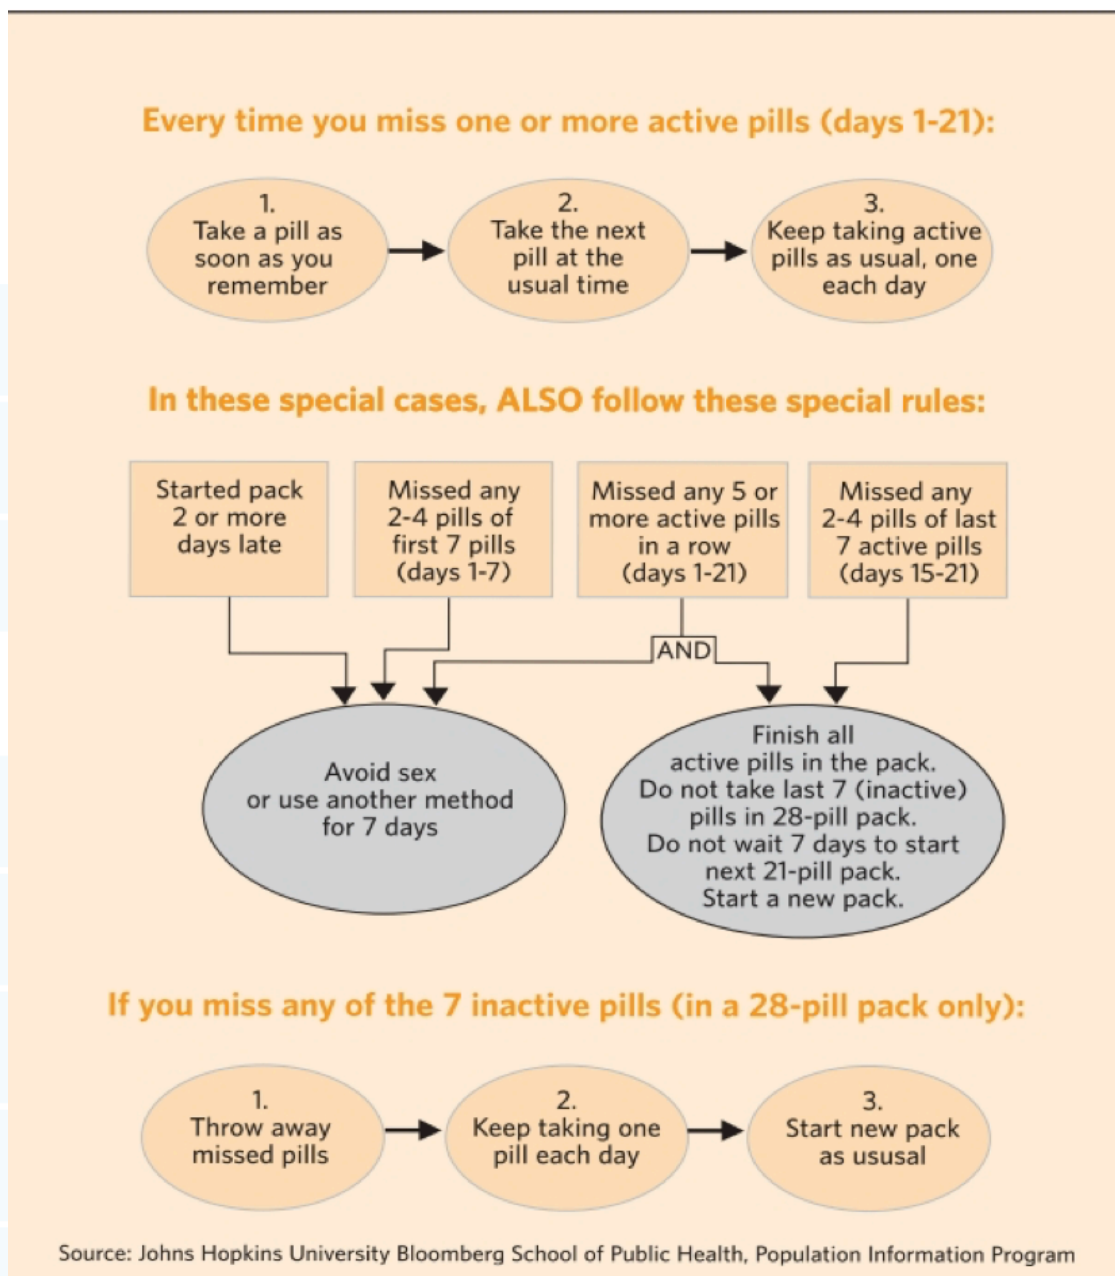 Every time you miss one or more active pills (days 1-21):
1.
Take a pill as
soon as you
remember
2.
Take the next
pill at the
usual time
3.
Keep taking active
pills as usual, one
each day
In these special cases, ALSO follow these special rules:
Started pack
2 or more
days late
Missed any
2-4 pills of
first 7 pills
(days 1-7)
Missed any 5 or
more active pills
in a row
(days 1-21)
Missed any
2-4 pills of last
7 active pills
(days 15-21)
AND
Avoid sex
or use another method
for 7 days
Finish all
active pills in the pack.
Do not take last 7 (inactive)
pills in 28-pill pack.
Do not wait 7 days to start
next 21-pill pack.
Start a new pack.
If you miss any of the 7 inactive pills (in a 28-pill pack only):
1.
Throw away
missed pills
2.
Keep taking one
pill each day
3.
Start new pack
as ususal
Source: Johns Hopkins University Bloomberg School of Public Health, Population Information Program